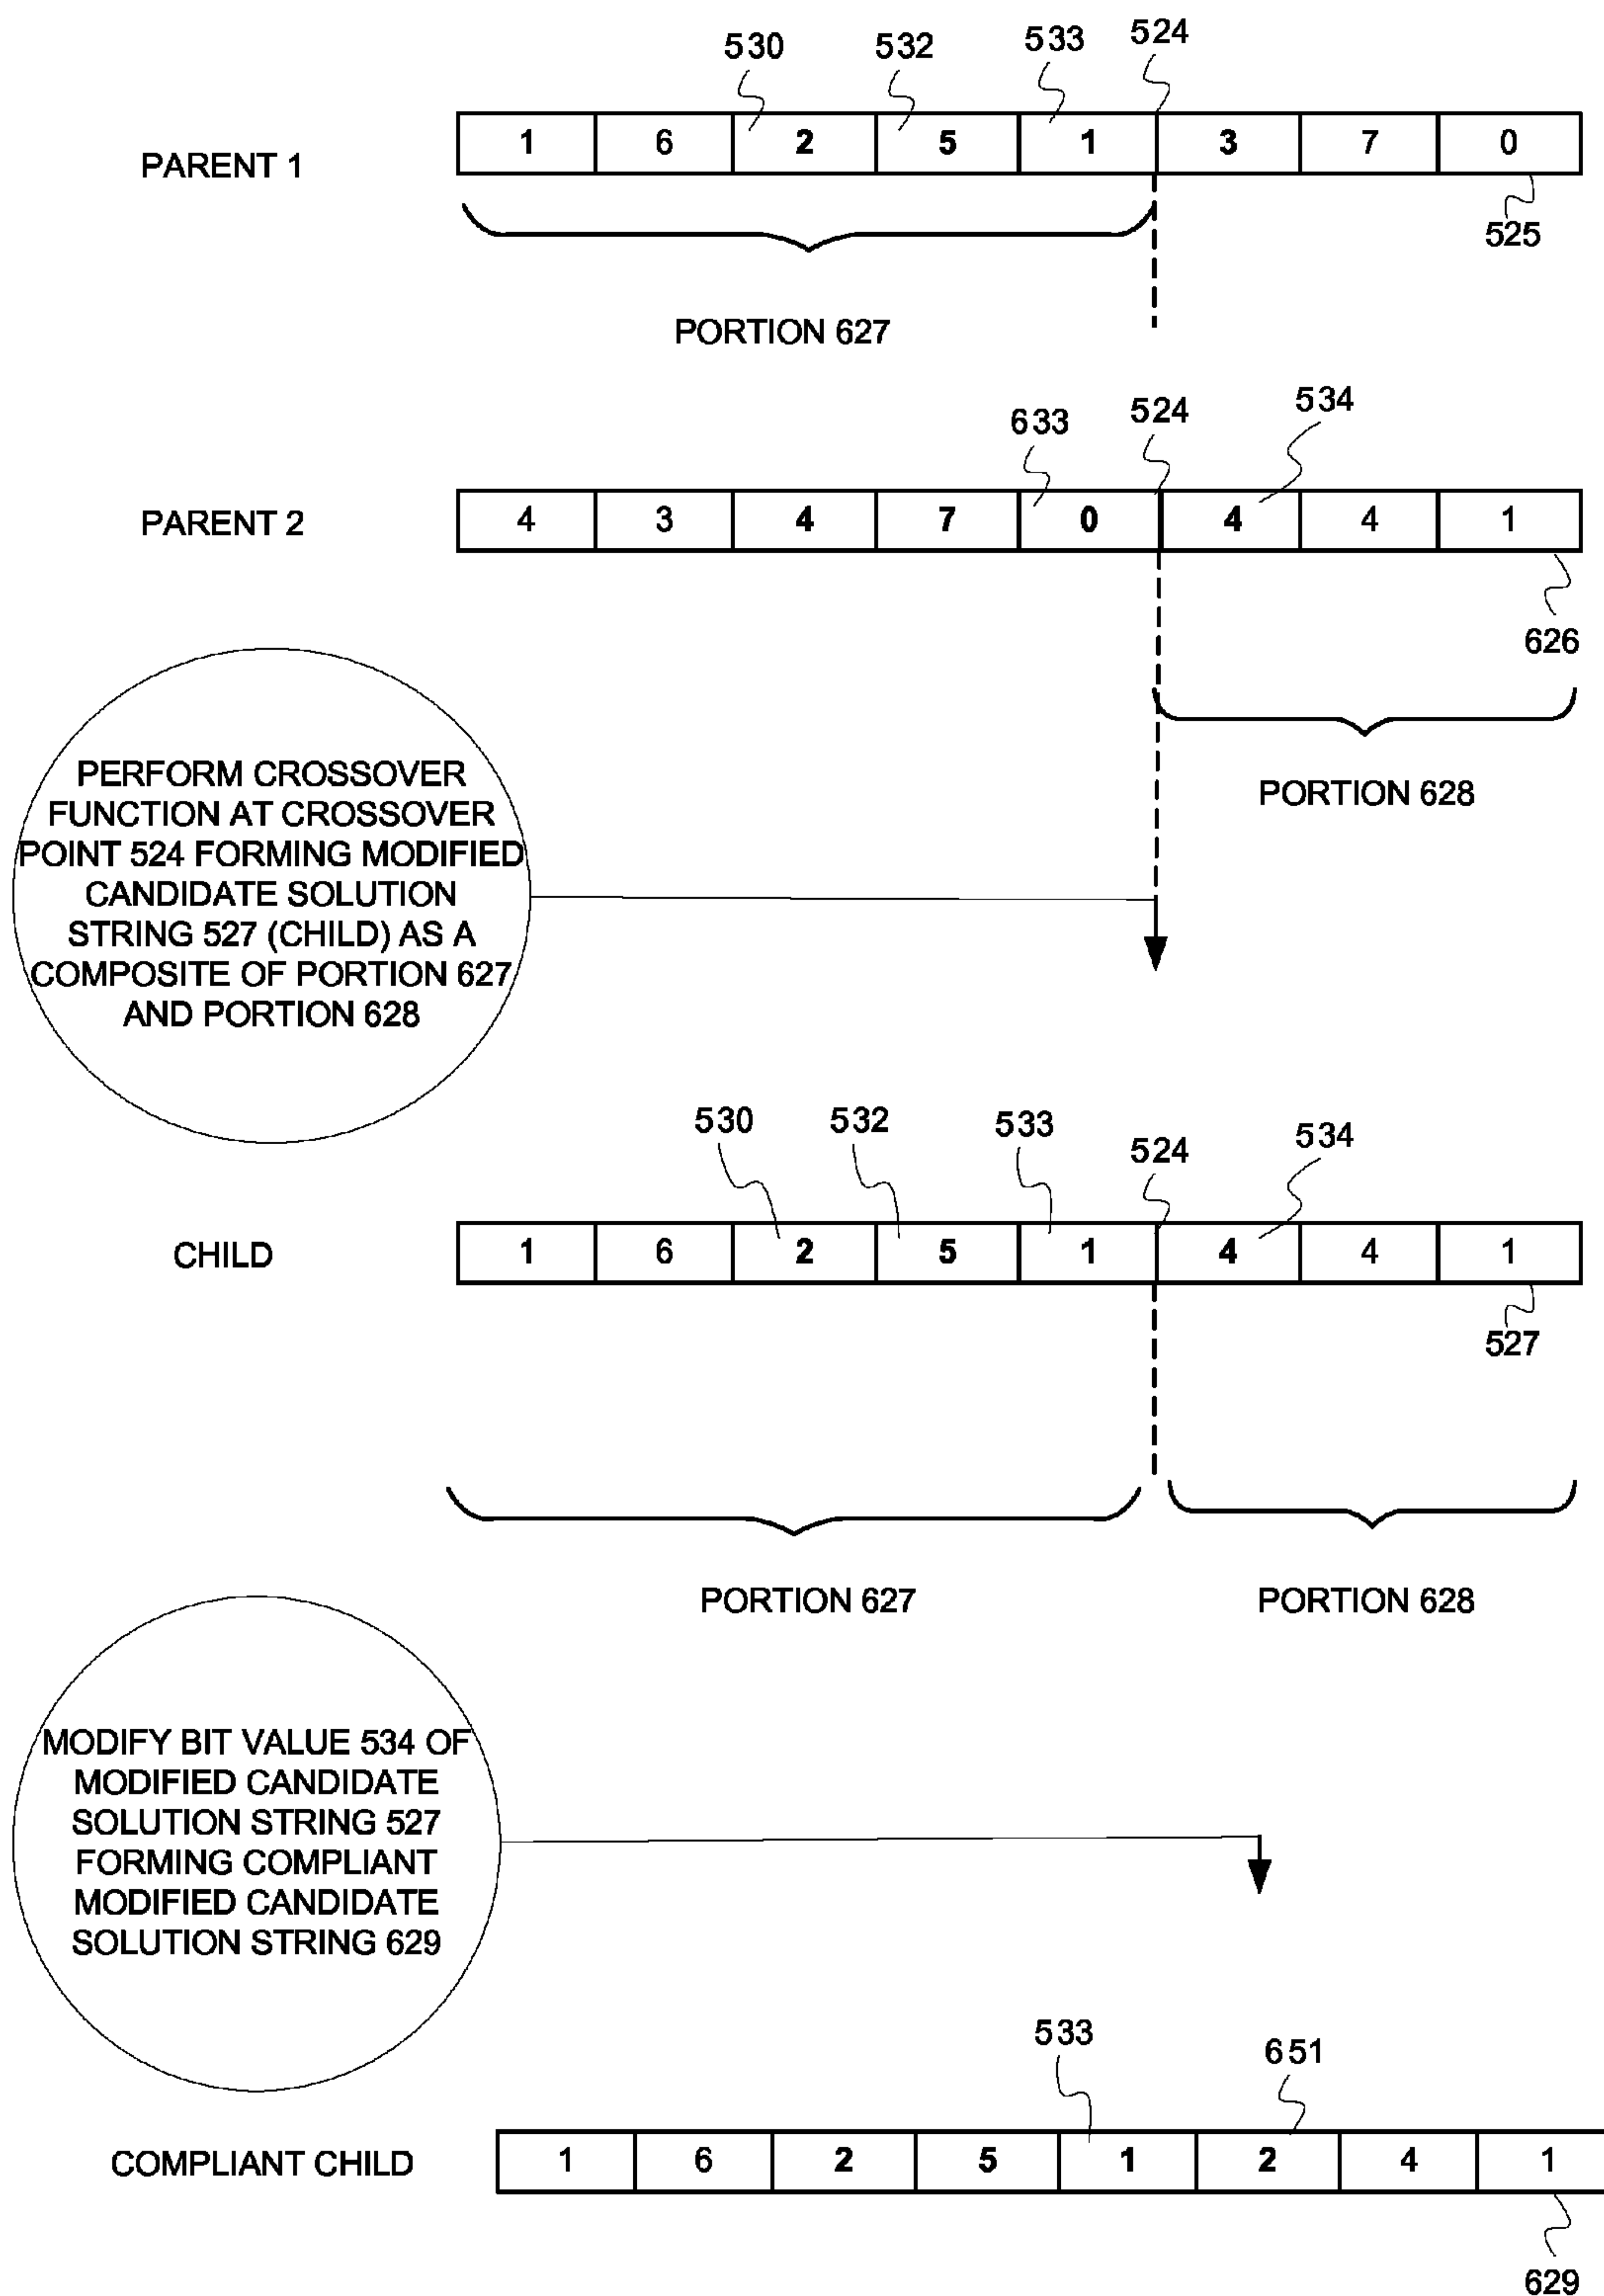 530 532 533 524
PARENT 1 1 6 2 5 1 3 7 0
525
PORTION 627
633 524 534
PARENT 2 4 3 4 7 0 4 4 1
626
PORTION 628
PERFORM CROSSOVER
FUNCTION AT CROSSOVER
POINT 524 FORMING MODIFIED
CANDIDATE SOLUTION
STRING 527 (CHILD) AS A
COMPOSITE OF PORTION 627
AND PORTION 628
530 532 533 524 534
CHILD 1 6 2 5 1 4 4 1
527
PORTION 627 PORTION 628
MODIFY BIT VALUE 534 OF
MODIFIED CANDIDATE
SOLUTION STRING 527
FORMING COMPLIANT
MODIFIED CANDIDATE
SOLUTION STRING 629
533 651
COMPLIANT CHILD 1 6 2 5 1 2 4 1
629